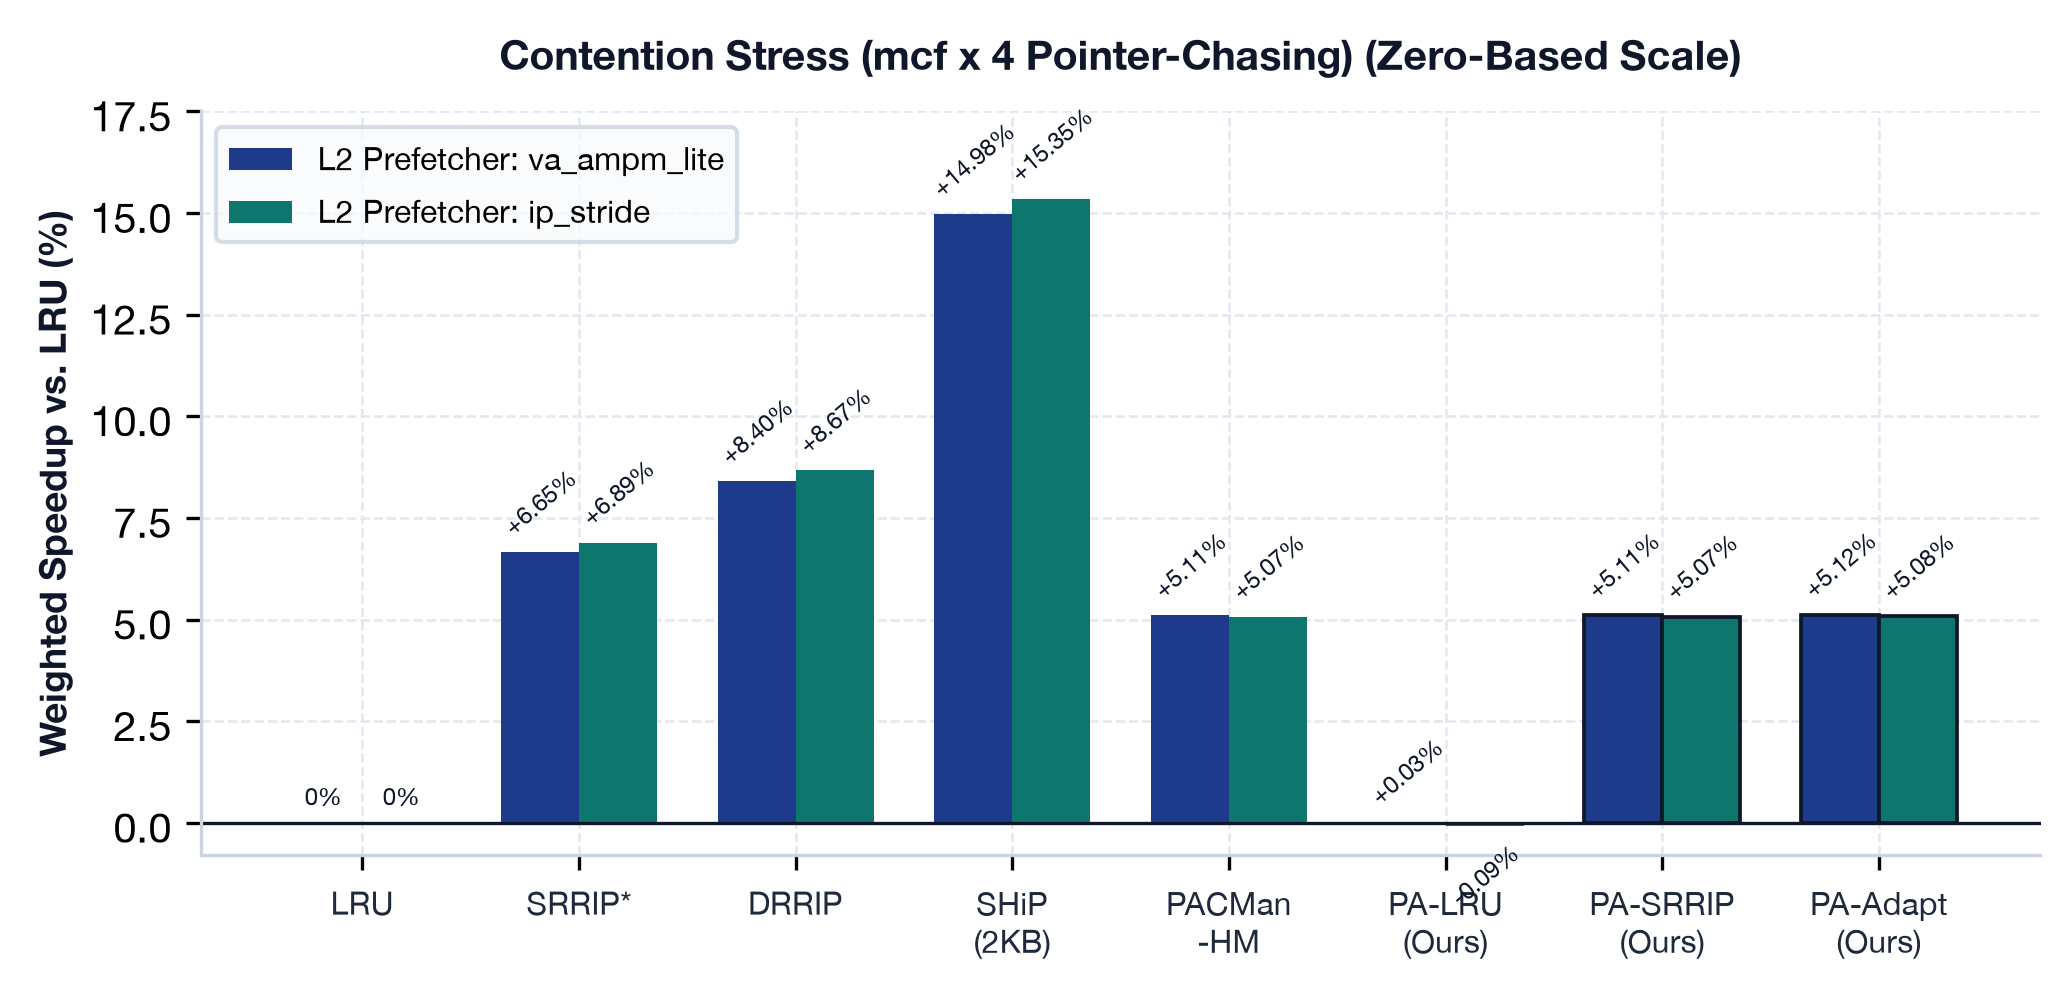 Contention Stress (mcf x 4 Pointer-Chasing) (Zero-Based Scale)
Weighted Speedup vs. LRU (%)
17.5
15.0
12.5
10.0
7.5
5.0
2.5
0.0
L2 Prefetcher: va_ampm_lite
L2 Prefetcher: ip_stride
0%
0%
+6.65%
+6.89%
+8.40%
+8.67%
+14.98%
+15.35%
+5.11%
+5.07%
+0.03%
-0.09%
+5.11%
+5.07%
+5.12%
+5.08%
LRU
SRRIP*
DRRIP
SHiP
(2KB)
PACMan
-HM
PA-LRU
(Ours)
PA-SRRIP
(Ours)
PA-Adapt
(Ours)